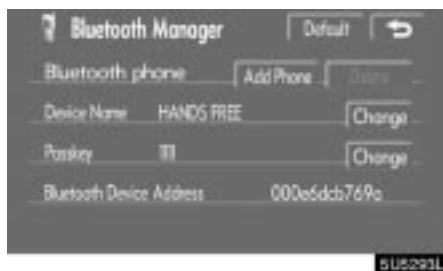 Bluetooth Manager Default
Bluetooth phone Add Phone Delete
Device Name HANDS FREE Change
Passkey 1111 Change
Bluetooth Device Address 000e6dcb769a
5U5293L